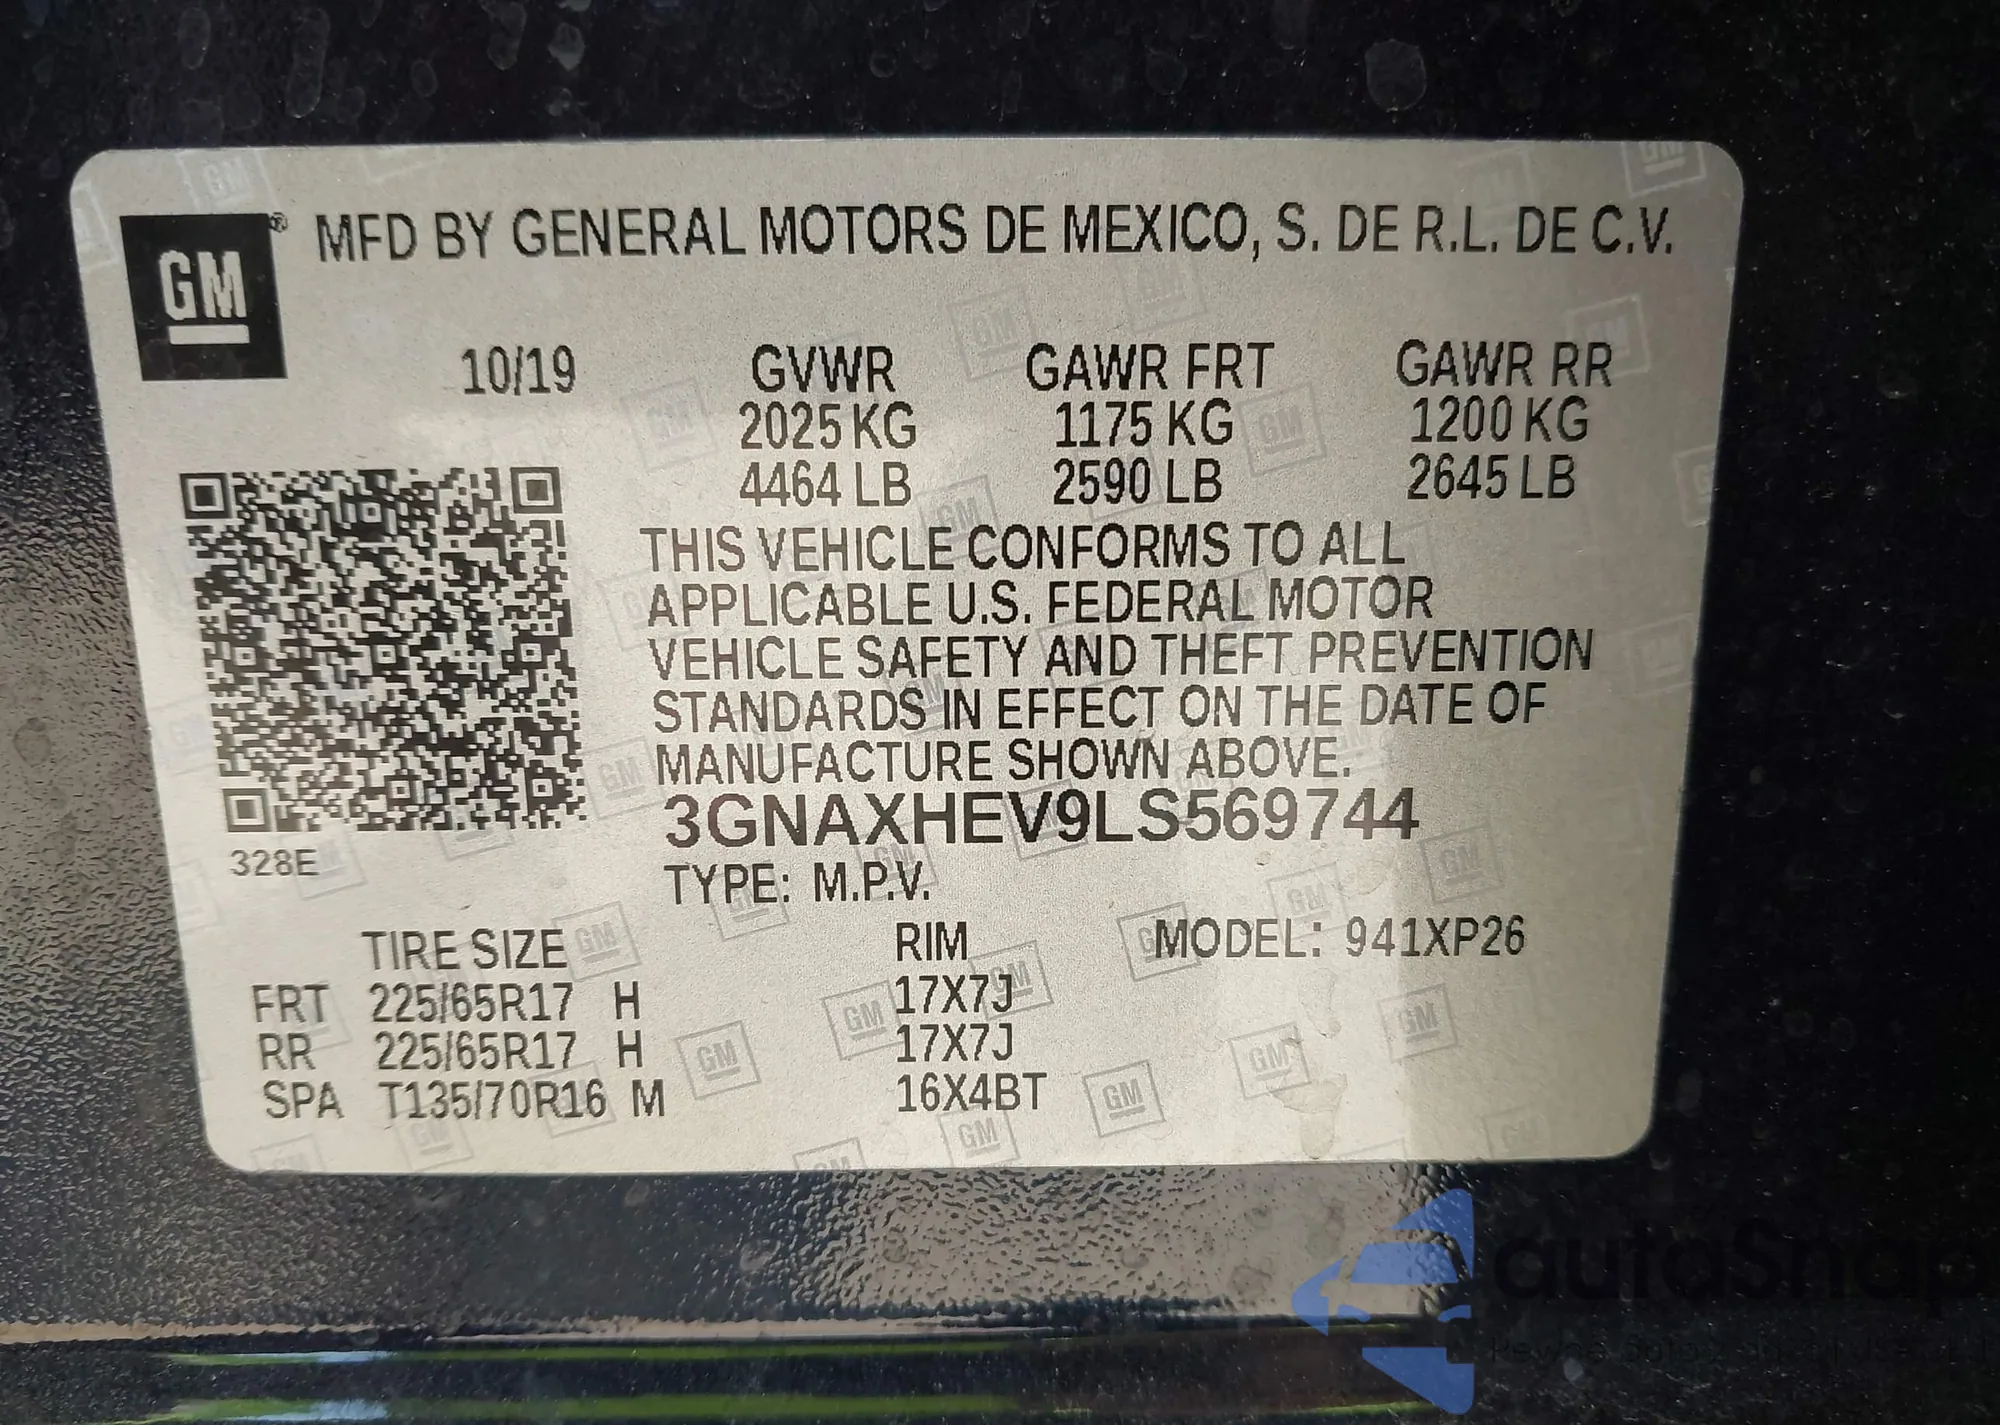 GM® MFD BY GENERAL MOTORS DE MEXICO, S. DE R.L. DE C.V.
10/19 GVWR GAWR FRT GAWR RR
2025 KG 1175 KG 1200 KG
4464 LB 2590 LB 2645 LB
THIS VEHICLE CONFORMS TO ALL
APPLICABLE U.S. FEDERAL MOTOR
VEHICLE SAFETY AND THEFT PREVENTION
STANDARDS IN EFFECT ON THE DATE OF
MANUFACTURE SHOWN ABOVE.
3GNAXHEV9LS569744
328E
TYPE: M.P.V.
TIRE SIZE RIM MODEL: 941XP26
FRT 225/65R17 H 17X7J
RR 225/65R17 H 17X7J
SPA T135/70R16 M 16X4BT
autoSnap